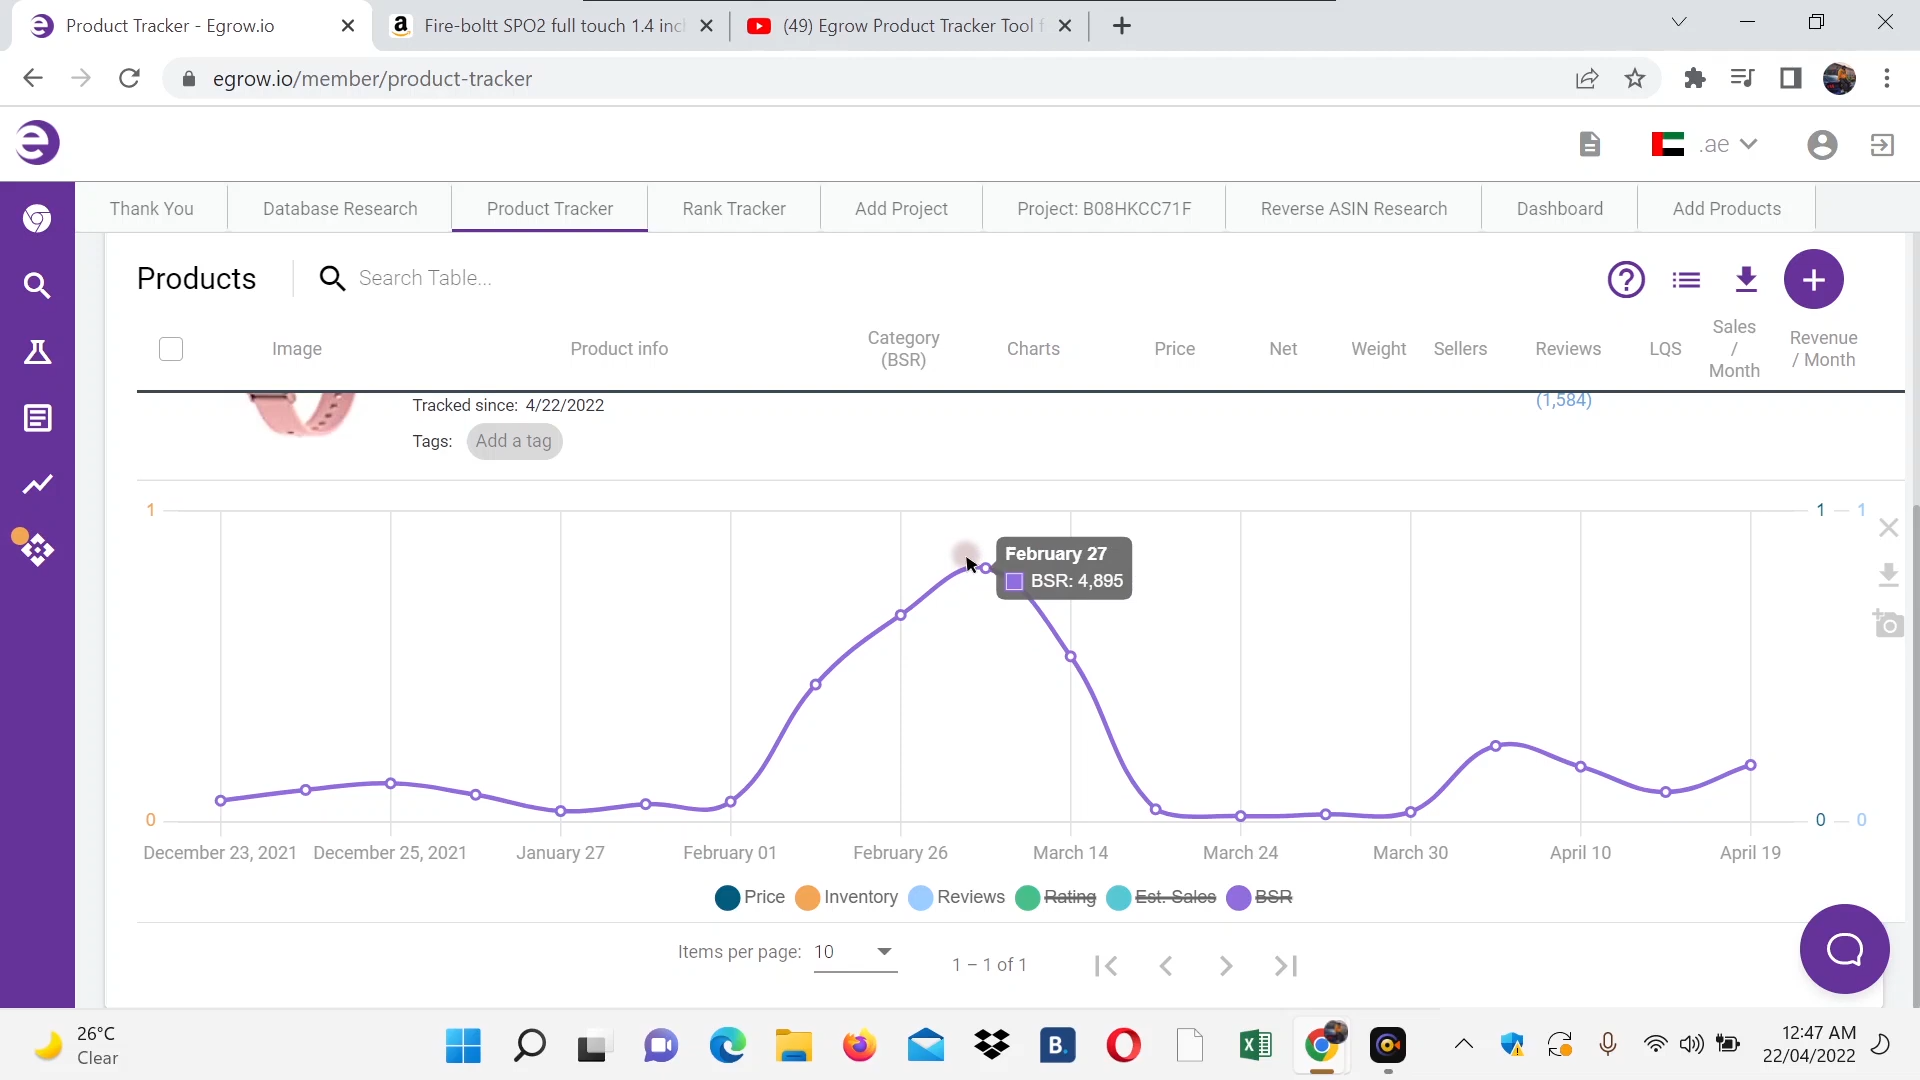 Product Tracker - Egrow.io
Fire-boltt SPO2 full touch 1.4 inc
(49) Egrow Product Tracker Tool f
egrow.io/member/product-tracker
.ae
Thank You
Database Research
Product Tracker
Rank Tracker
Add Project
Project: B08HKCC71F
Reverse ASIN Research
Dashboard
Add Products
Products
Search Table...
Image
Product info
Category
(BSR)
Charts
Price
Net
Weight
Sellers
Reviews
LQS
Sales
/
Month
Revenue
/ Month
Tracked since: 4/22/2022
(1,584)
Tags: Add a tag
1
1
1
February 27
BSR: 4,895
0
0
0
December 23, 2021
December 25, 2021
January 27
February 01
February 26
March 14
March 24
March 30
April 10
April 19
Price Inventory Reviews Rating Est. Sales BSR
Items per page: 10
1 – 1 of 1
26°C
Clear
B.
12:47 AM
22/04/2022